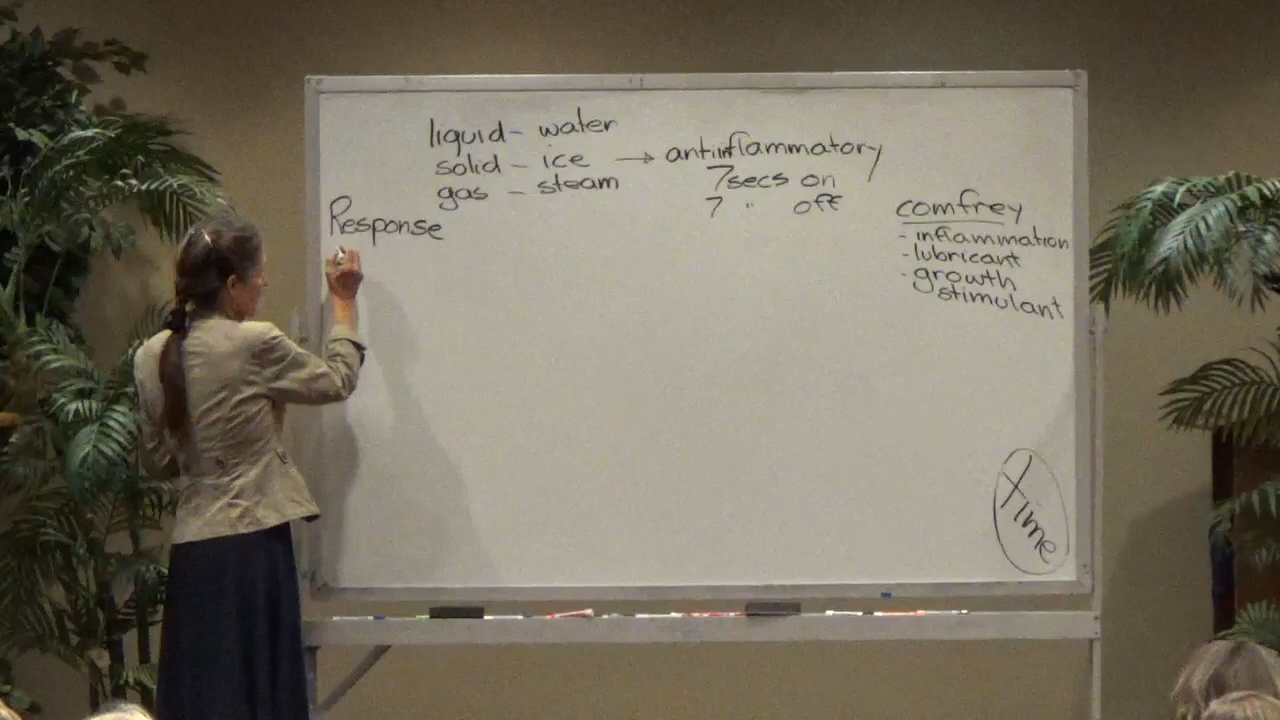 liquid - water
solid - ice → antiinflammatory
gas - steam
7secs on
7 " off
Response
comfrey
- inflammation
- lubricant
- growth
stimulant
Time